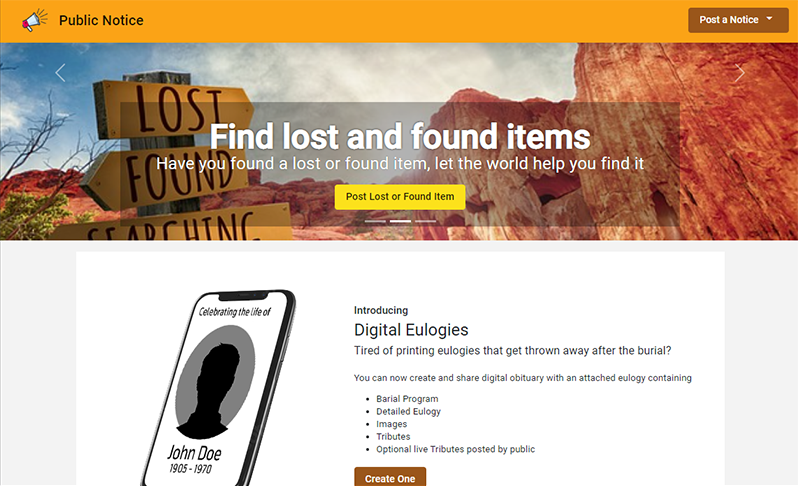 Public Notice
Post a Notice
LOST
FOUND
SEARCHING
Find lost and found items
Have you found a lost or found item, let the world help you find it
Post Lost or Found Item
Celebrating the life of
John Doe
1905 - 1970
Introducing
Digital Eulogies
Tired of printing eulogies that get thrown away after the burial?
You can now create and share digital obituary with an attached eulogy containing
Barial Program
Detailed Eulogy
Images
Tributes
Optional live Tributes posted by public
Create One